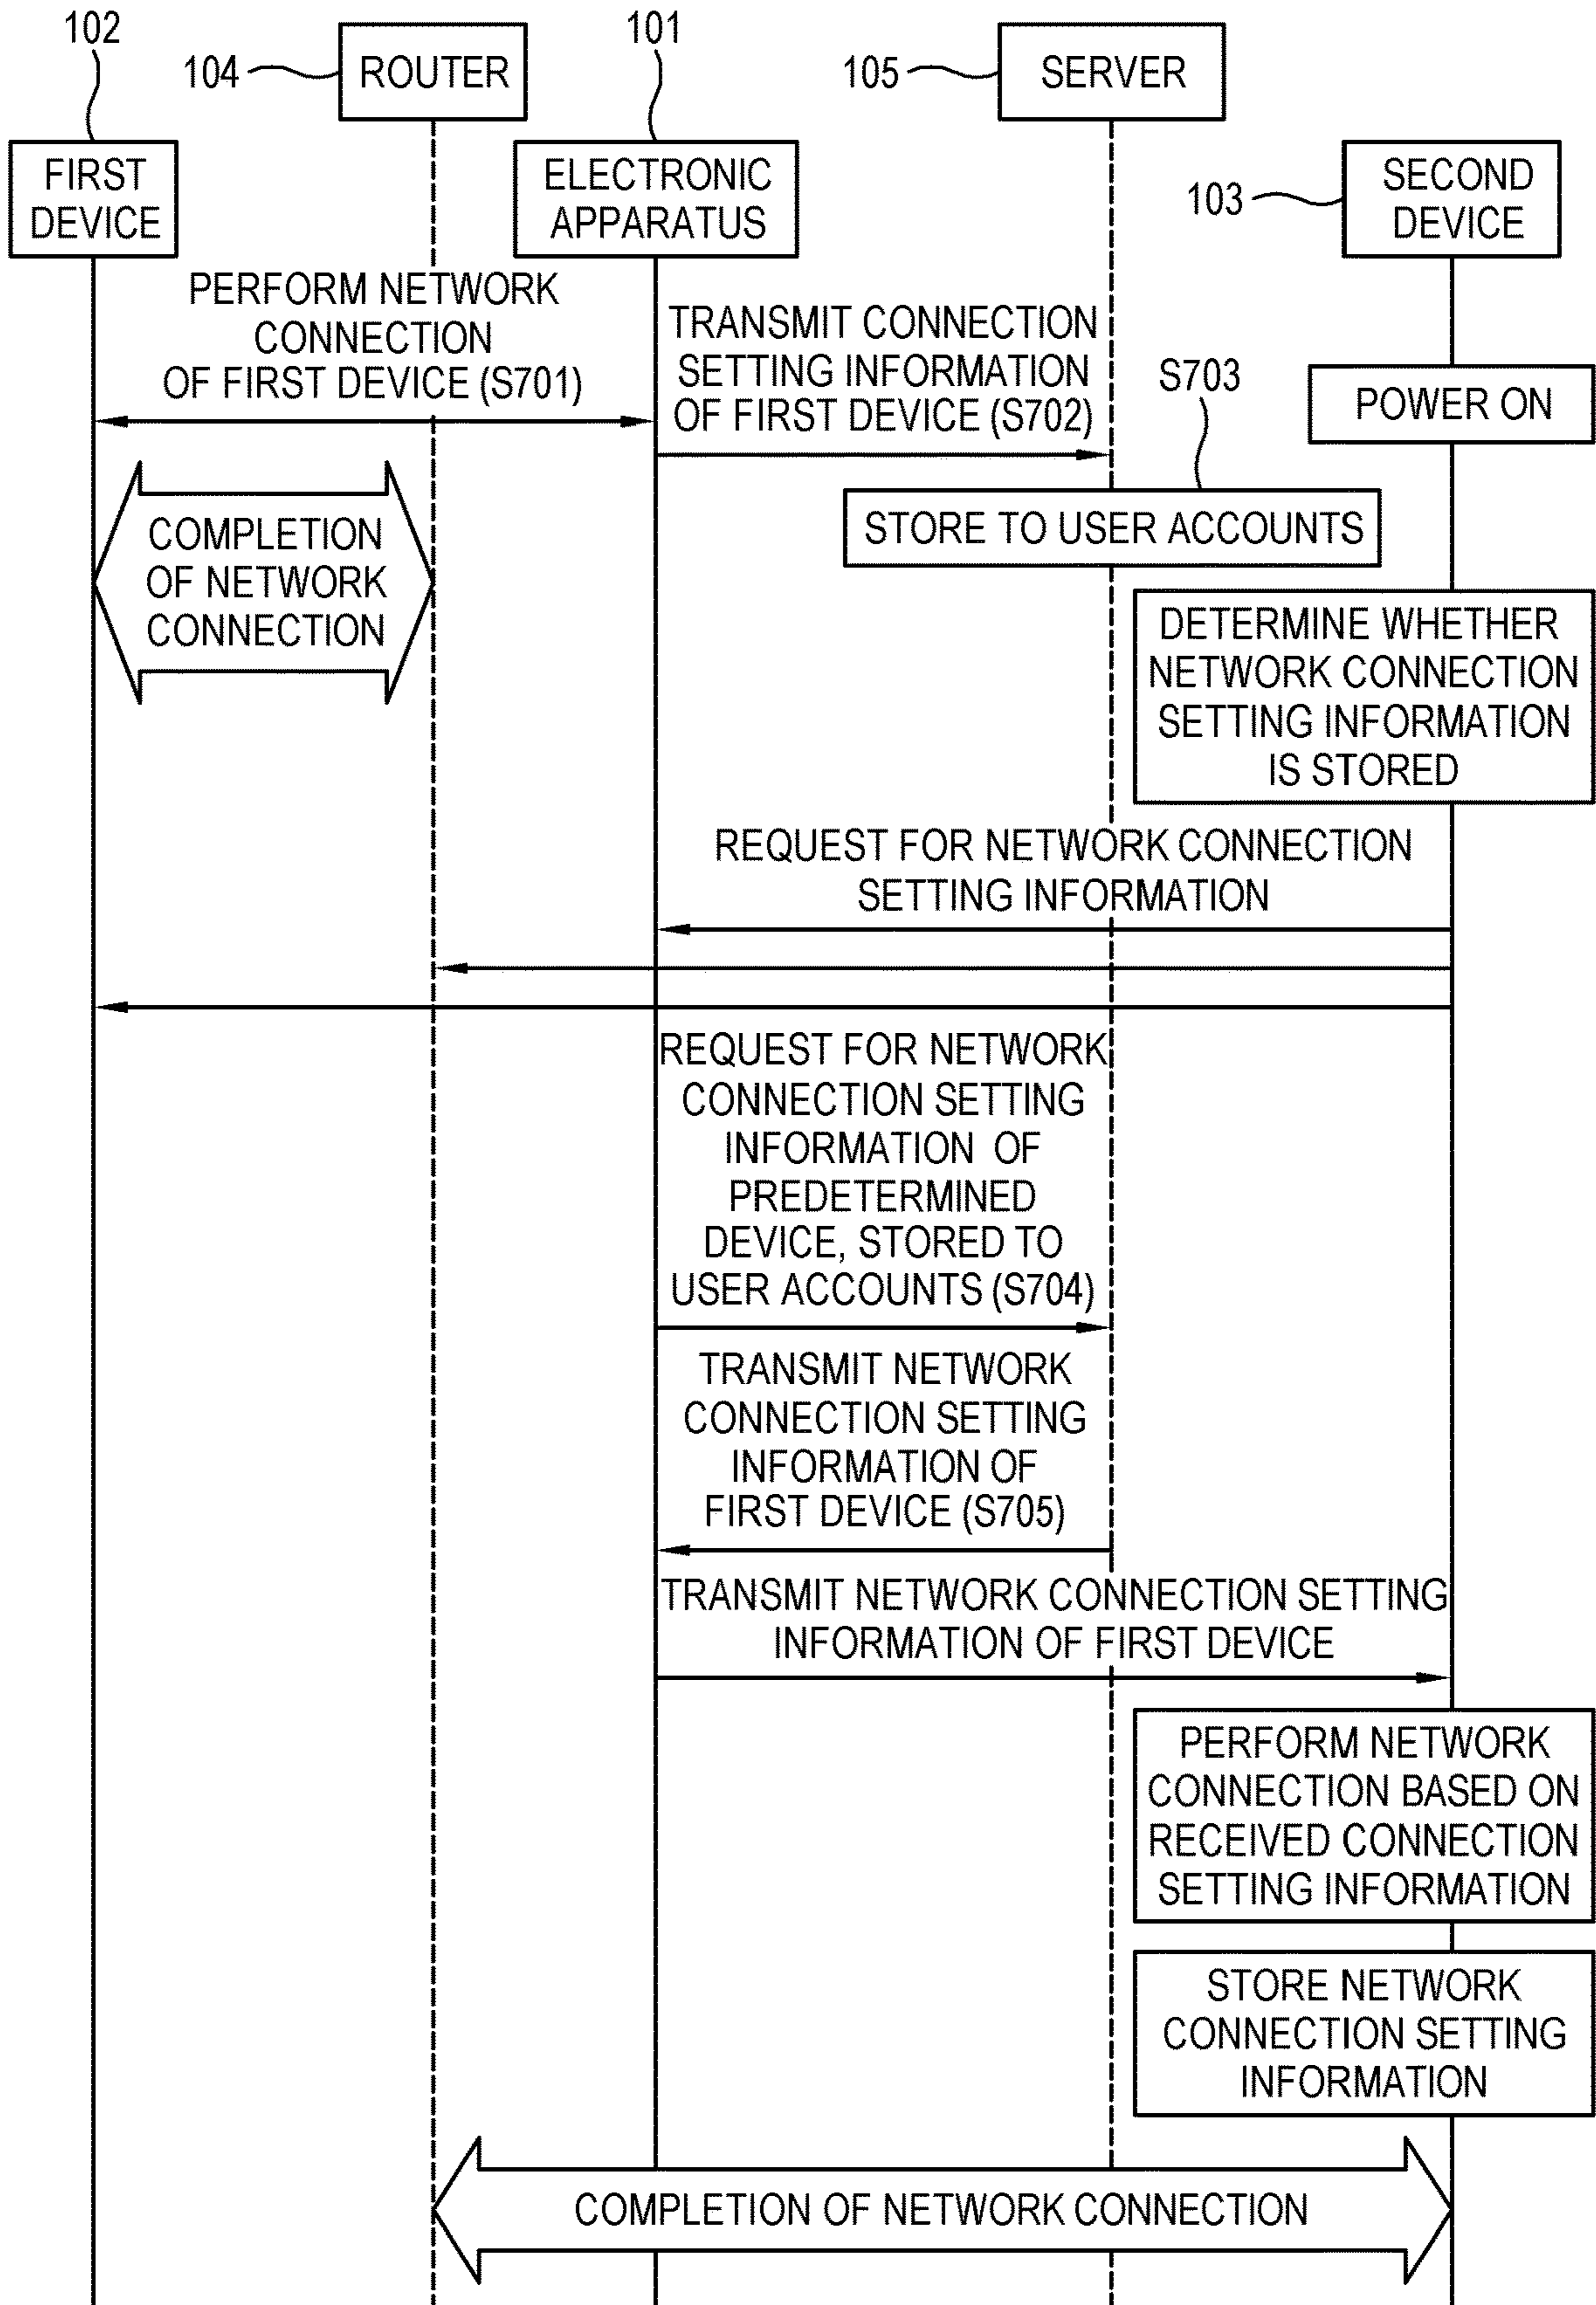 102
101
104
ROUTER
105
SERVER
FIRST
DEVICE
ELECTRONIC
APPARATUS
103
SECOND
DEVICE
PERFORM NETWORK
CONNECTION
OF FIRST DEVICE (S701)
TRANSMIT CONNECTION
SETTING INFORMATION
OF FIRST DEVICE (S702)
S703
POWER ON
STORE TO USER ACCOUNTS
COMPLETION
OF NETWORK
CONNECTION
DETERMINE WHETHER
NETWORK CONNECTION
SETTING INFORMATION
IS STORED
REQUEST FOR NETWORK CONNECTION
SETTING INFORMATION
REQUEST FOR NETWORK
CONNECTION SETTING
INFORMATION OF
PREDETERMINED
DEVICE, STORED TO
USER ACCOUNTS (S704)
TRANSMIT NETWORK
CONNECTION SETTING
INFORMATION OF
FIRST DEVICE (S705)
TRANSMIT NETWORK CONNECTION SETTING
INFORMATION OF FIRST DEVICE
PERFORM NETWORK
CONNECTION BASED ON
RECEIVED CONNECTION
SETTING INFORMATION
STORE NETWORK
CONNECTION SETTING
INFORMATION
COMPLETION OF NETWORK CONNECTION